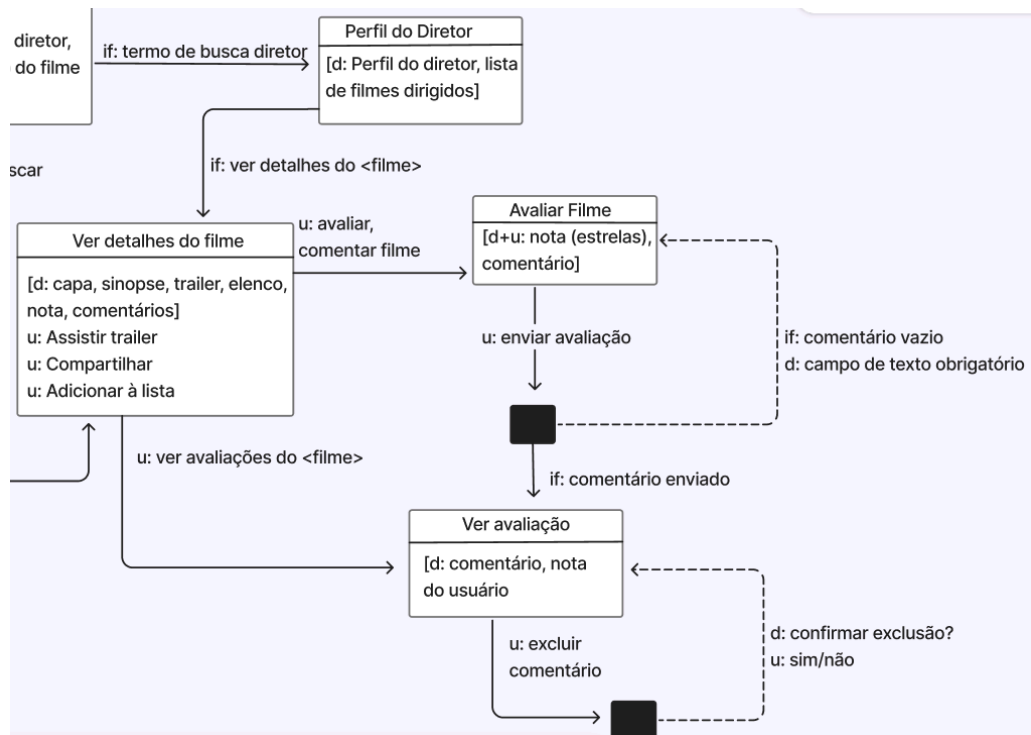 diretor,
do filme
if: termo de busca diretor
Perfil do Diretor
[d: Perfil do diretor, lista
de filmes dirigidos]
scar
if: ver detalhes do <filme>
Ver detalhes do filme
[d: capa, sinopse, trailer, elenco,
nota, comentários]
u: Assistir trailer
u: Compartilhar
u: Adicionar à lista
u: avaliar,
comentar filme
Avaliar Filme
[d+u: nota (estrelas),
comentário]
u: enviar avaliação
if: comentário vazio
d: campo de texto obrigatório
u: ver avaliações do <filme>
if: comentário enviado
Ver avaliação
[d: comentário, nota
do usuário
u: excluir
comentário
d: confirmar exclusão?
u: sim/não